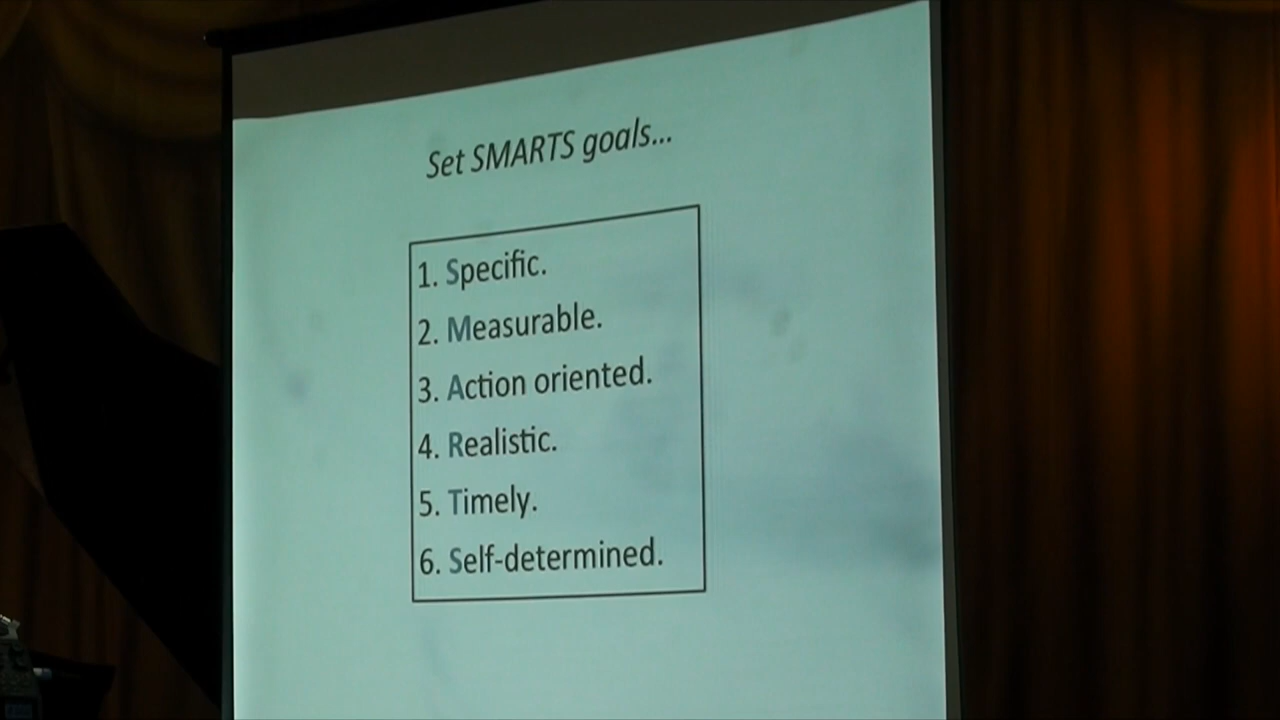 Set SMARTS goals...
1. Specific.
2. Measurable.
3. Action oriented.
4. Realistic.
5. Timely.
6. Self-determined.